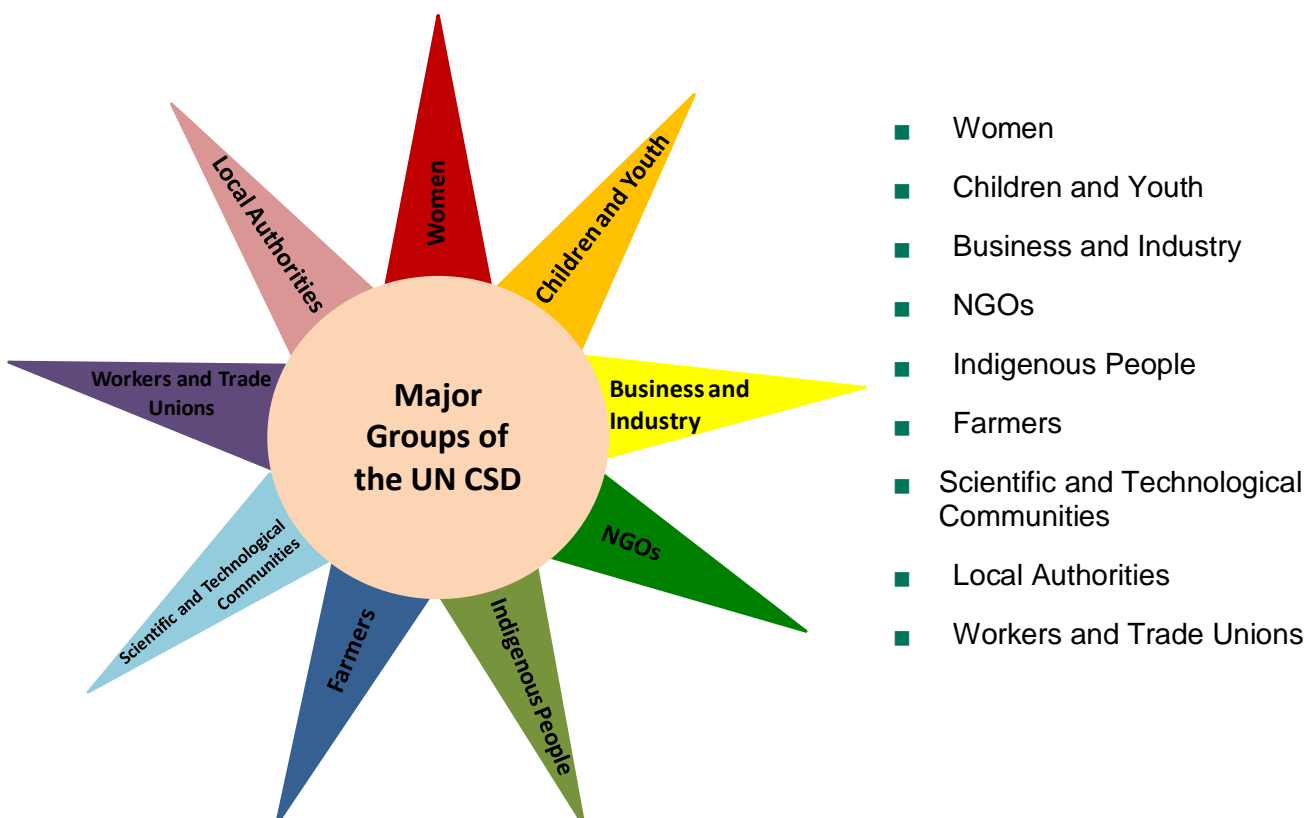 Women
Children and Youth
Business and
Industry
NGOs
Indigenous People
Farmers
Scientific and Technological
Communities
Workers and Trade
Unions
Local Authorities
Major
Groups of
the UN CSD
Women
Children and Youth
Business and Industry
NGOs
Indigenous People
Farmers
Scientific and Technological
Communities
Local Authorities
Workers and Trade Unions